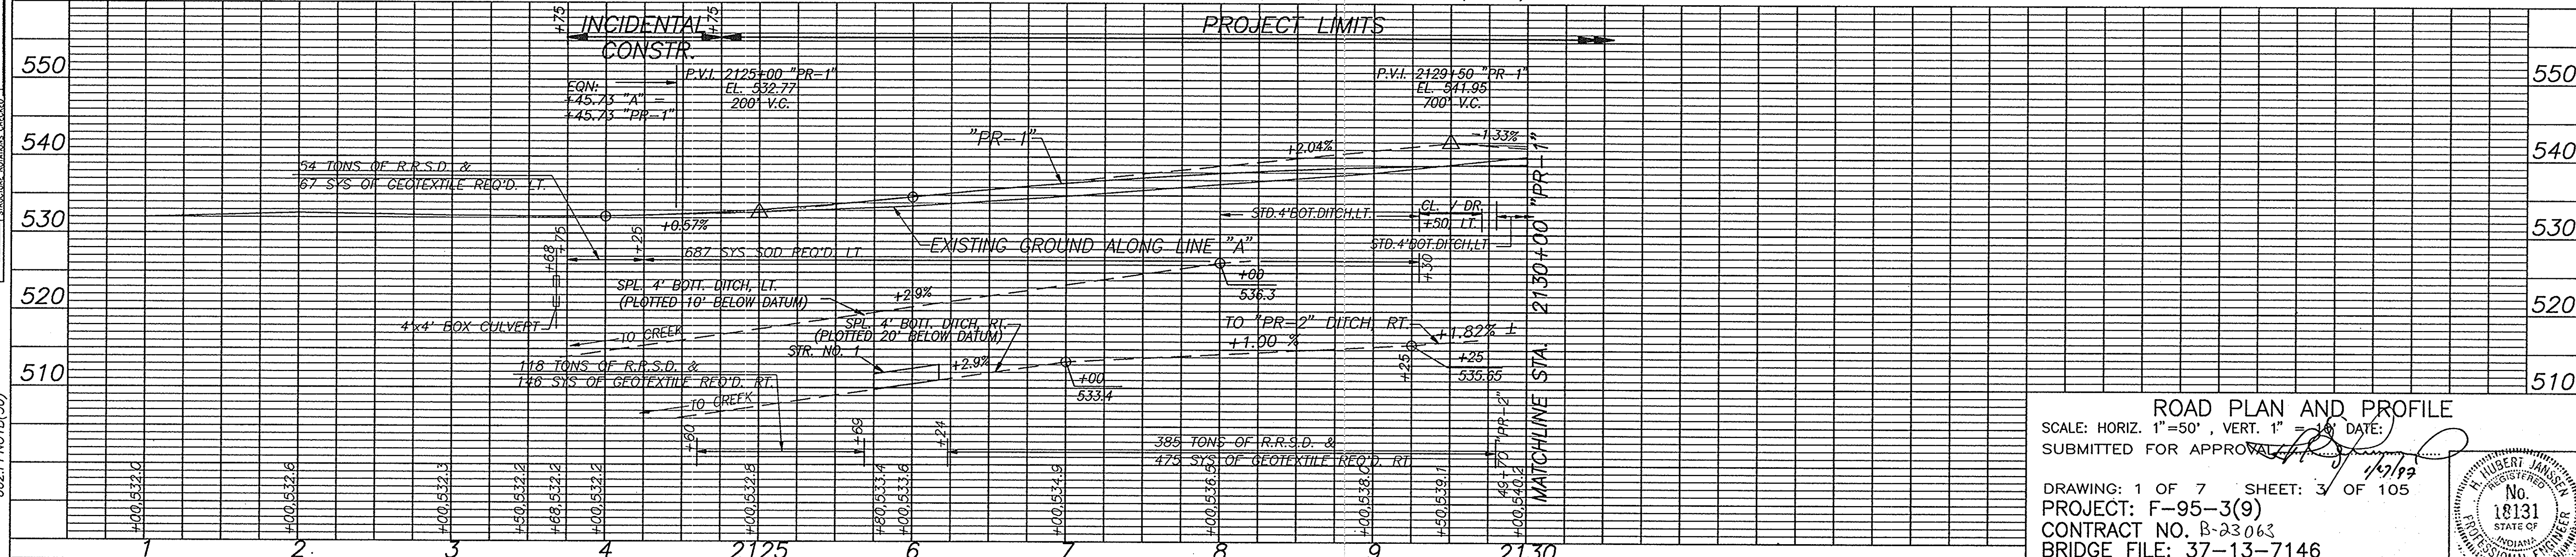 +75
INCIDENTAL
CONSTR.
+75
PROJECT LIMITS
550
550
EQN:
+45.73 "A" =
+45.73 "PR-1"
P.V.I. 2125+00 "PR-1"
EL. 532.77
200' V.C.
P.V.I. 2129+50 "PR-1"
EL. 541.95
700' V.C.
540
540
"PR-1"
+2.04%
-1.33%
54 TONS OF R.R.S.D. &
67 SYS OF GEOTEXTILE REQ'D. LT.
530
530
+0.57%
STD.4'BOT.DITCH,LT.
CL. V DR.
+50, LT.
STD.4'BOT.DITCH,LT.
EXISTING GROUND ALONG LINE "A"
+68
+75
+25
687 SYS SOD REQ'D LT.
+30
+00
536.3
520
520
SPL. 4' BOTT. DITCH, LT.
(PLOTTED 10' BELOW DATUM)
+2.9%
4'x4' BOX CULVERT
TO CREEK
SPL. 4' BOTT. DITCH, RT.
(PLOTTED 20' BELOW DATUM)
STR. NO. 1
TO "PR-2" DITCH, RT.
+1.00 %
+1.82% ±
+25
+25
535.65
510
510
118 TONS OF R.R.S.D. &
146 SYS OF GEOTEXTILE REQ'D. RT.
+2.9%
+00
533.4
TO CREEK
+60
+69
+24
385 TONS OF R.R.S.D. &
475 SYS OF GEOTEXTILE REQ'D. RT.
49+70 "PR-2"
MATCHLINE STA. 2130+00 "PR-1"
+00,532.0
+00,532.6
+00,532.3
+50,532.2
+68,532.2
+00,532.2
+00,532.8
+80,533.4
+00,533.6
+00,534.9
+00,536.5
+00,538.0
+50,539.1
+00,540.2
1 2 3 4 2125 6 7 8 9 2130
ROAD PLAN AND PROFILE
SCALE: HORIZ. 1"=50' , VERT. 1" = 10' DATE:
SUBMITTED FOR APPROVAL
DRAWING: 1 OF 7 SHEET: 3 OF 105
PROJECT: F-95-3(9)
CONTRACT NO. B-23063
BRIDGE FILE: 37-13-7146
H. HUBERT JANSSEN
REGISTERED
No.
18131
STATE OF
INDIANA
PROFESSIONAL ENGINEER